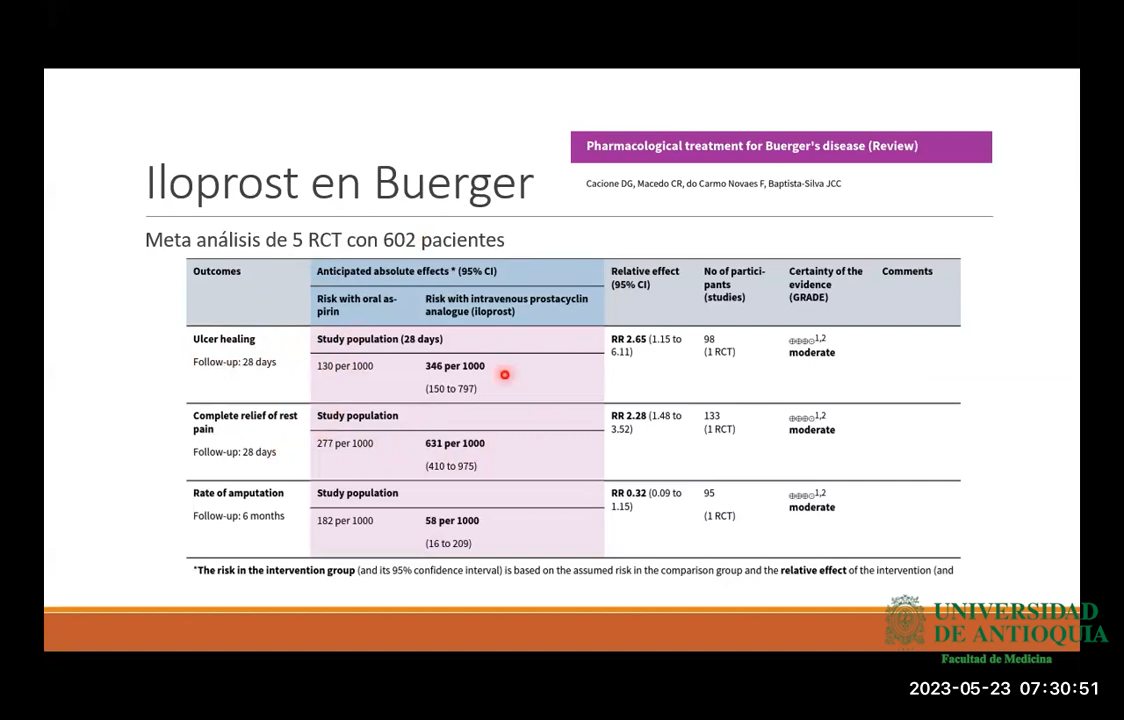 Pharmacological treatment for Buerger's disease (Review)
Iloprost en Buerger
Cacione DG, Macedo CR, do Carmo Novaes F, Baptista-Silva JCC
Meta análisis de 5 RCT con 602 pacientes
Outcomes Anticipated absolute effects * (95% CI) Relative effect No of partici- Certainty of the Comments
(95% CI) pants evidence
Risk with oral as- Risk with intravenous prostacyclin (studies) (GRADE)
pirin analogue (iloprost)
Ulcer healing Study population (28 days) RR 2.65 (1.15 to 98 ⊕⊕⊕⊝1,2
6.11) (1 RCT) moderate
Follow-up: 28 days 130 per 1000 346 per 1000
(150 to 797)
Complete relief of rest Study population RR 2.28 (1.48 to 133 ⊕⊕⊕⊝1,2
pain 3.52) (1 RCT) moderate
277 per 1000 631 per 1000
Follow-up: 28 days
(410 to 975)
Rate of amputation Study population RR 0.32 (0.09 to 95 ⊕⊕⊕⊝1,2
1.15) moderate
Follow-up: 6 months 182 per 1000 58 per 1000 (1 RCT)
(16 to 209)
*The risk in the intervention group (and its 95% confidence interval) is based on the assumed risk in the comparison group and the relative effect of the intervention (and
UNIVERSIDAD
DE ANTIOQUIA
Facultad de Medicina
2023-05-23 07:30:51